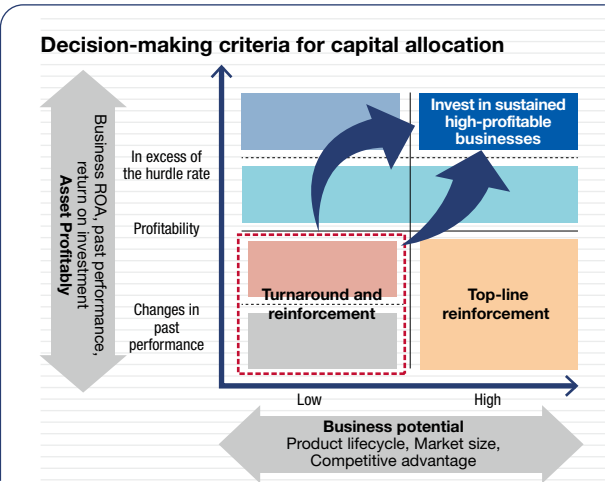 Decision-making criteria for capital allocation
Business ROA, past performance,
return on investment
Asset Profitably
In excess of
the hurdle rate
Profitability
Changes in
past
performance
Invest in sustained
high-profitable
businesses
Turnaround and
reinforcement
Top-line
reinforcement
Low
High
Business potential
Product lifecycle, Market size,
Competitive advantage